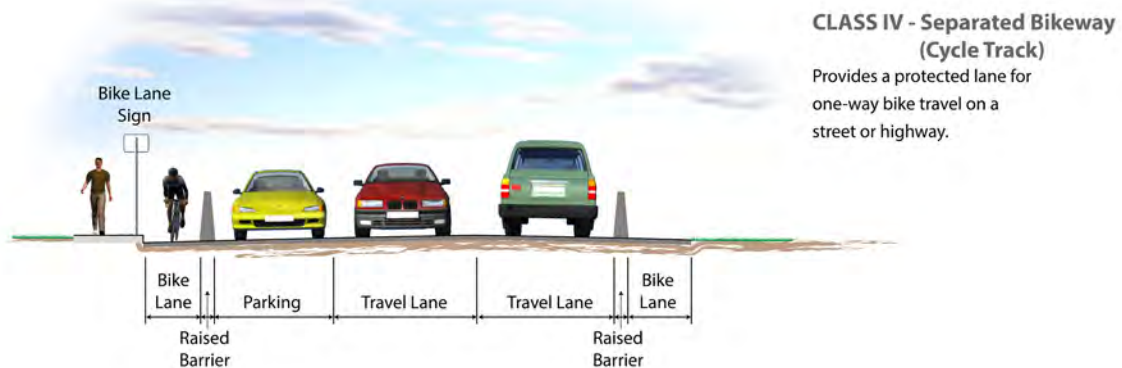 CLASS IV - Separated Bikeway
(Cycle Track)
Provides a protected lane for
one-way bike travel on a
street or highway.
Bike Lane
Sign
Bike
Lane
Parking
Travel Lane
Travel Lane
Bike
Lane
Raised
Barrier
Raised
Barrier